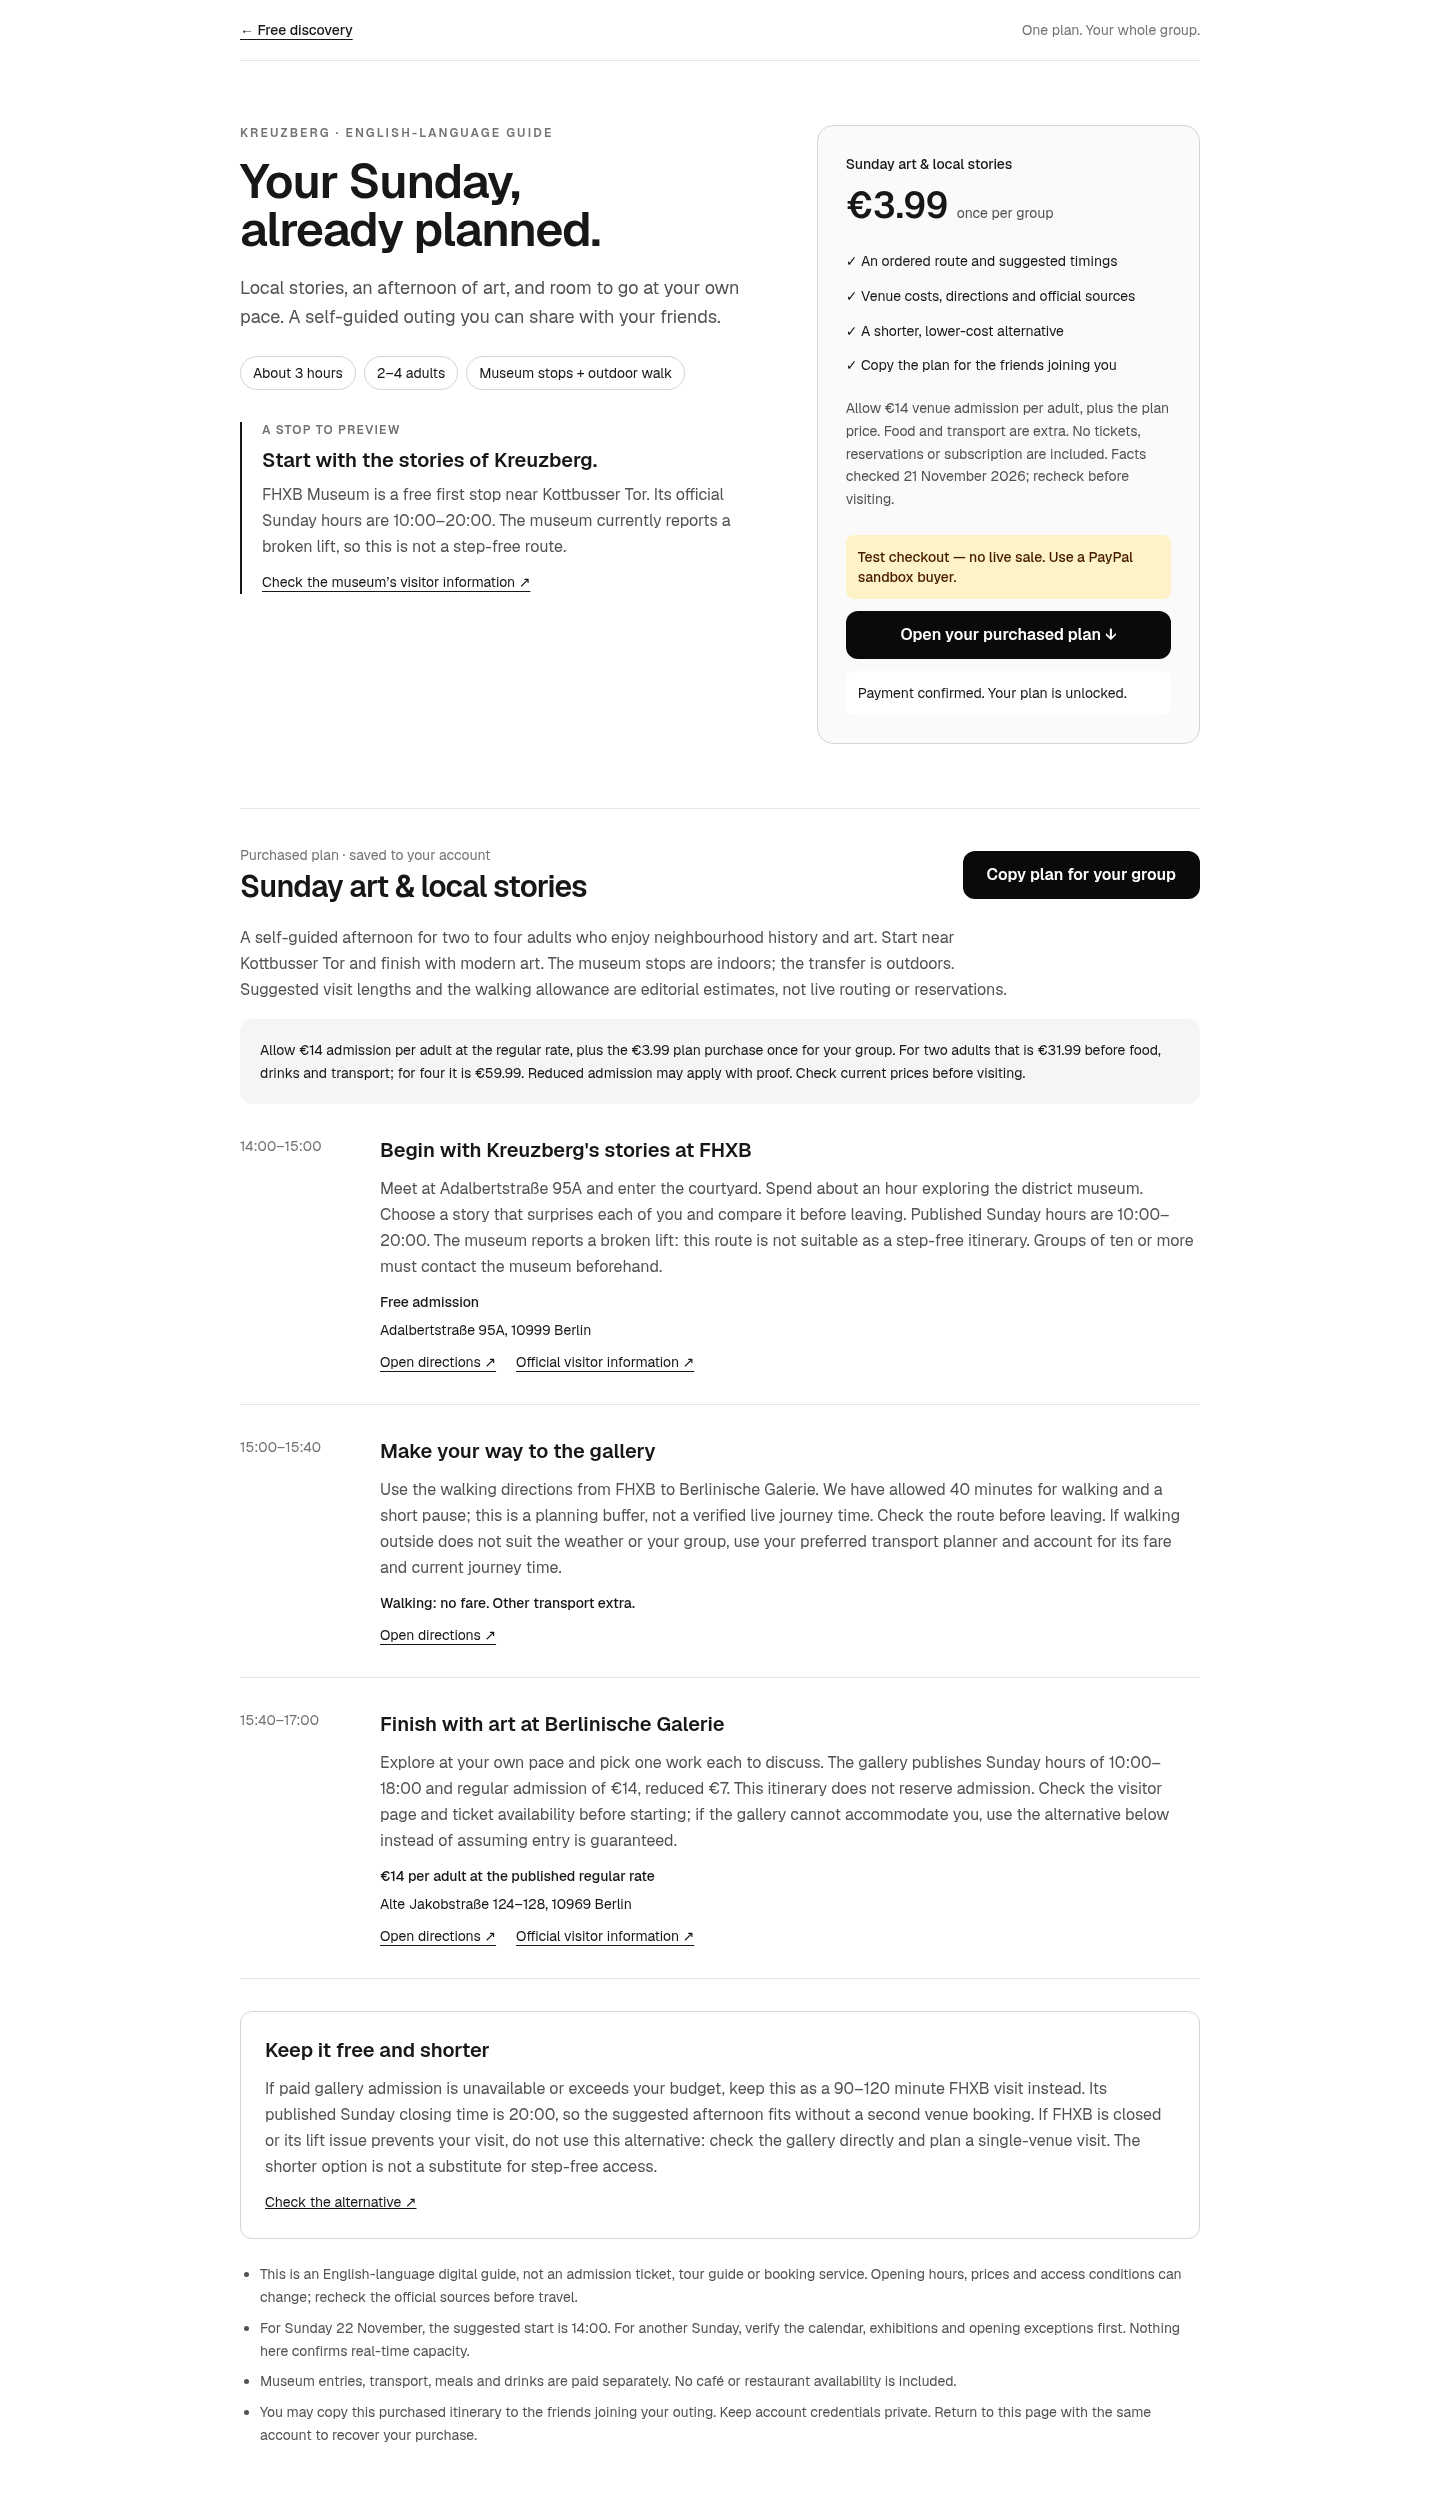 ← Free discovery
One plan. Your whole group.
KREUZBERG · ENGLISH-LANGUAGE GUIDE
Your Sunday,
already planned.
Local stories, an afternoon of art, and room to go at your own
pace. A self-guided outing you can share with your friends.
About 3 hours
2–4 adults
Museum stops + outdoor walk
A STOP TO PREVIEW
Start with the stories of Kreuzberg.
FHXB Museum is a free first stop near Kottbusser Tor. Its official
Sunday hours are 10:00–20:00. The museum currently reports a
broken lift, so this is not a step-free route.
Check the museum's visitor information ↗
Sunday art & local stories
€3.99 once per group
✓ An ordered route and suggested timings
✓ Venue costs, directions and official sources
✓ A shorter, lower-cost alternative
✓ Copy the plan for the friends joining you
Allow €14 venue admission per adult, plus the plan
price. Food and transport are extra. No tickets,
reservations or subscription are included. Facts
checked 21 November 2026; recheck before
visiting.
Test checkout — no live sale. Use a PayPal
sandbox buyer.
Open your purchased plan ↓
Payment confirmed. Your plan is unlocked.
Purchased plan · saved to your account
Sunday art & local stories
Copy plan for your group
A self-guided afternoon for two to four adults who enjoy neighbourhood history and art. Start near
Kottbusser Tor and finish with modern art. The museum stops are indoors; the transfer is outdoors.
Suggested visit lengths and the walking allowance are editorial estimates, not live routing or reservations.
Allow €14 admission per adult at the regular rate, plus the €3.99 plan purchase once for your group. For two adults that is €31.99 before food,
drinks and transport; for four it is €59.99. Reduced admission may apply with proof. Check current prices before visiting.
14:00–15:00
Begin with Kreuzberg's stories at FHXB
Meet at Adalbertstraße 95A and enter the courtyard. Spend about an hour exploring the district museum.
Choose a story that surprises each of you and compare it before leaving. Published Sunday hours are 10:00–
20:00. The museum reports a broken lift: this route is not suitable as a step-free itinerary. Groups of ten or more
must contact the museum beforehand.
Free admission
Adalbertstraße 95A, 10999 Berlin
Open directions ↗ Official visitor information ↗
15:00–15:40
Make your way to the gallery
Use the walking directions from FHXB to Berlinische Galerie. We have allowed 40 minutes for walking and a
short pause; this is a planning buffer, not a verified live journey time. Check the route before leaving. If walking
outside does not suit the weather or your group, use your preferred transport planner and account for its fare
and current journey time.
Walking: no fare. Other transport extra.
Open directions ↗
15:40–17:00
Finish with art at Berlinische Galerie
Explore at your own pace and pick one work each to discuss. The gallery publishes Sunday hours of 10:00–
18:00 and regular admission of €14, reduced €7. This itinerary does not reserve admission. Check the visitor
page and ticket availability before starting; if the gallery cannot accommodate you, use the alternative below
instead of assuming entry is guaranteed.
€14 per adult at the published regular rate
Alte Jakobstraße 124–128, 10969 Berlin
Open directions ↗ Official visitor information ↗
Keep it free and shorter
If paid gallery admission is unavailable or exceeds your budget, keep this as a 90–120 minute FHXB visit instead. Its
published Sunday closing time is 20:00, so the suggested afternoon fits without a second venue booking. If FHXB is closed
or its lift issue prevents your visit, do not use this alternative: check the gallery directly and plan a single-venue visit. The
shorter option is not a substitute for step-free access.
Check the alternative ↗
• This is an English-language digital guide, not an admission ticket, tour guide or booking service. Opening hours, prices and access conditions can
change; recheck the official sources before travel.
• For Sunday 22 November, the suggested start is 14:00. For another Sunday, verify the calendar, exhibitions and opening exceptions first. Nothing
here confirms real-time capacity.
• Museum entries, transport, meals and drinks are paid separately. No café or restaurant availability is included.
• You may copy this purchased itinerary to the friends joining your outing. Keep account credentials private. Return to this page with the same
account to recover your purchase.